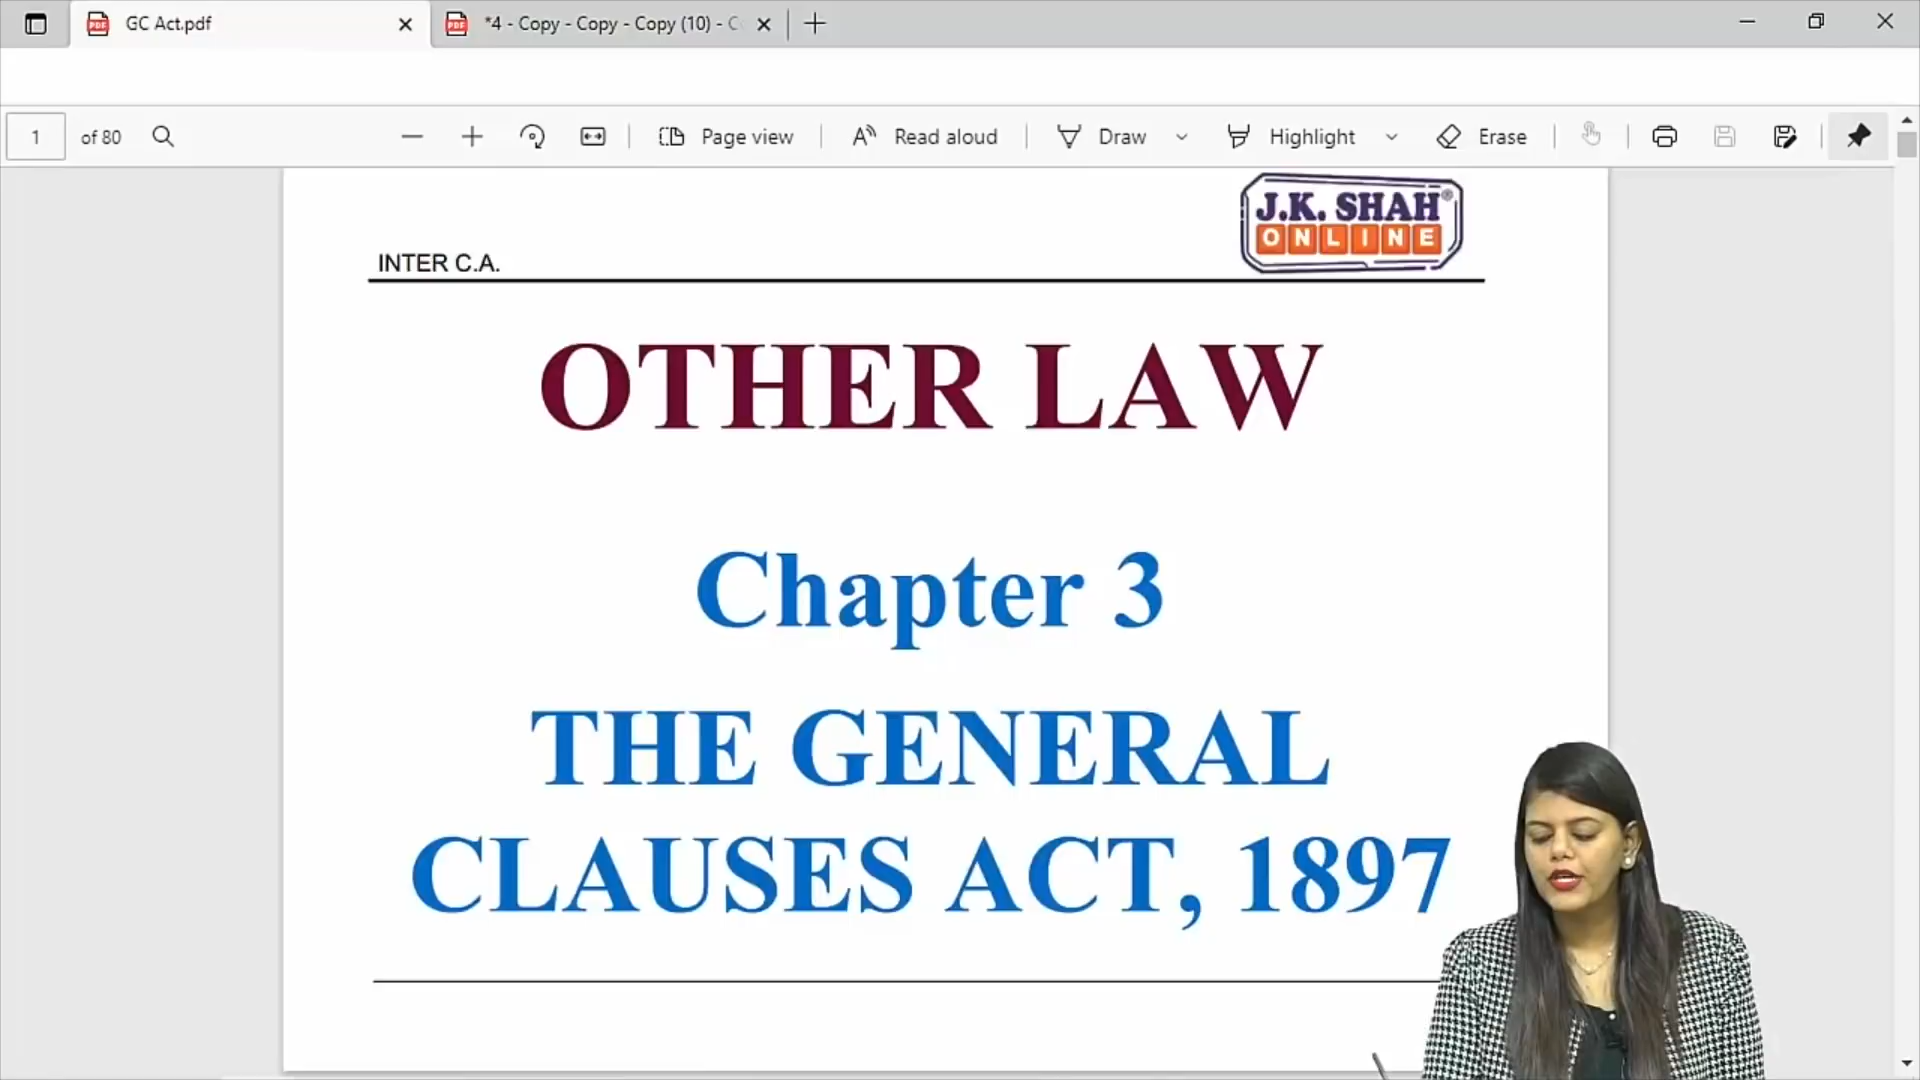 GC Act.pdf
*4 - Copy - Copy - Copy (10) - C
1 of 80
Page view
Read aloud
Draw
Highlight
Erase
J.K. SHAH®
ONLINE
INTER C.A.
OTHER LAW
Chapter 3
THE GENERAL
CLAUSES ACT, 1897